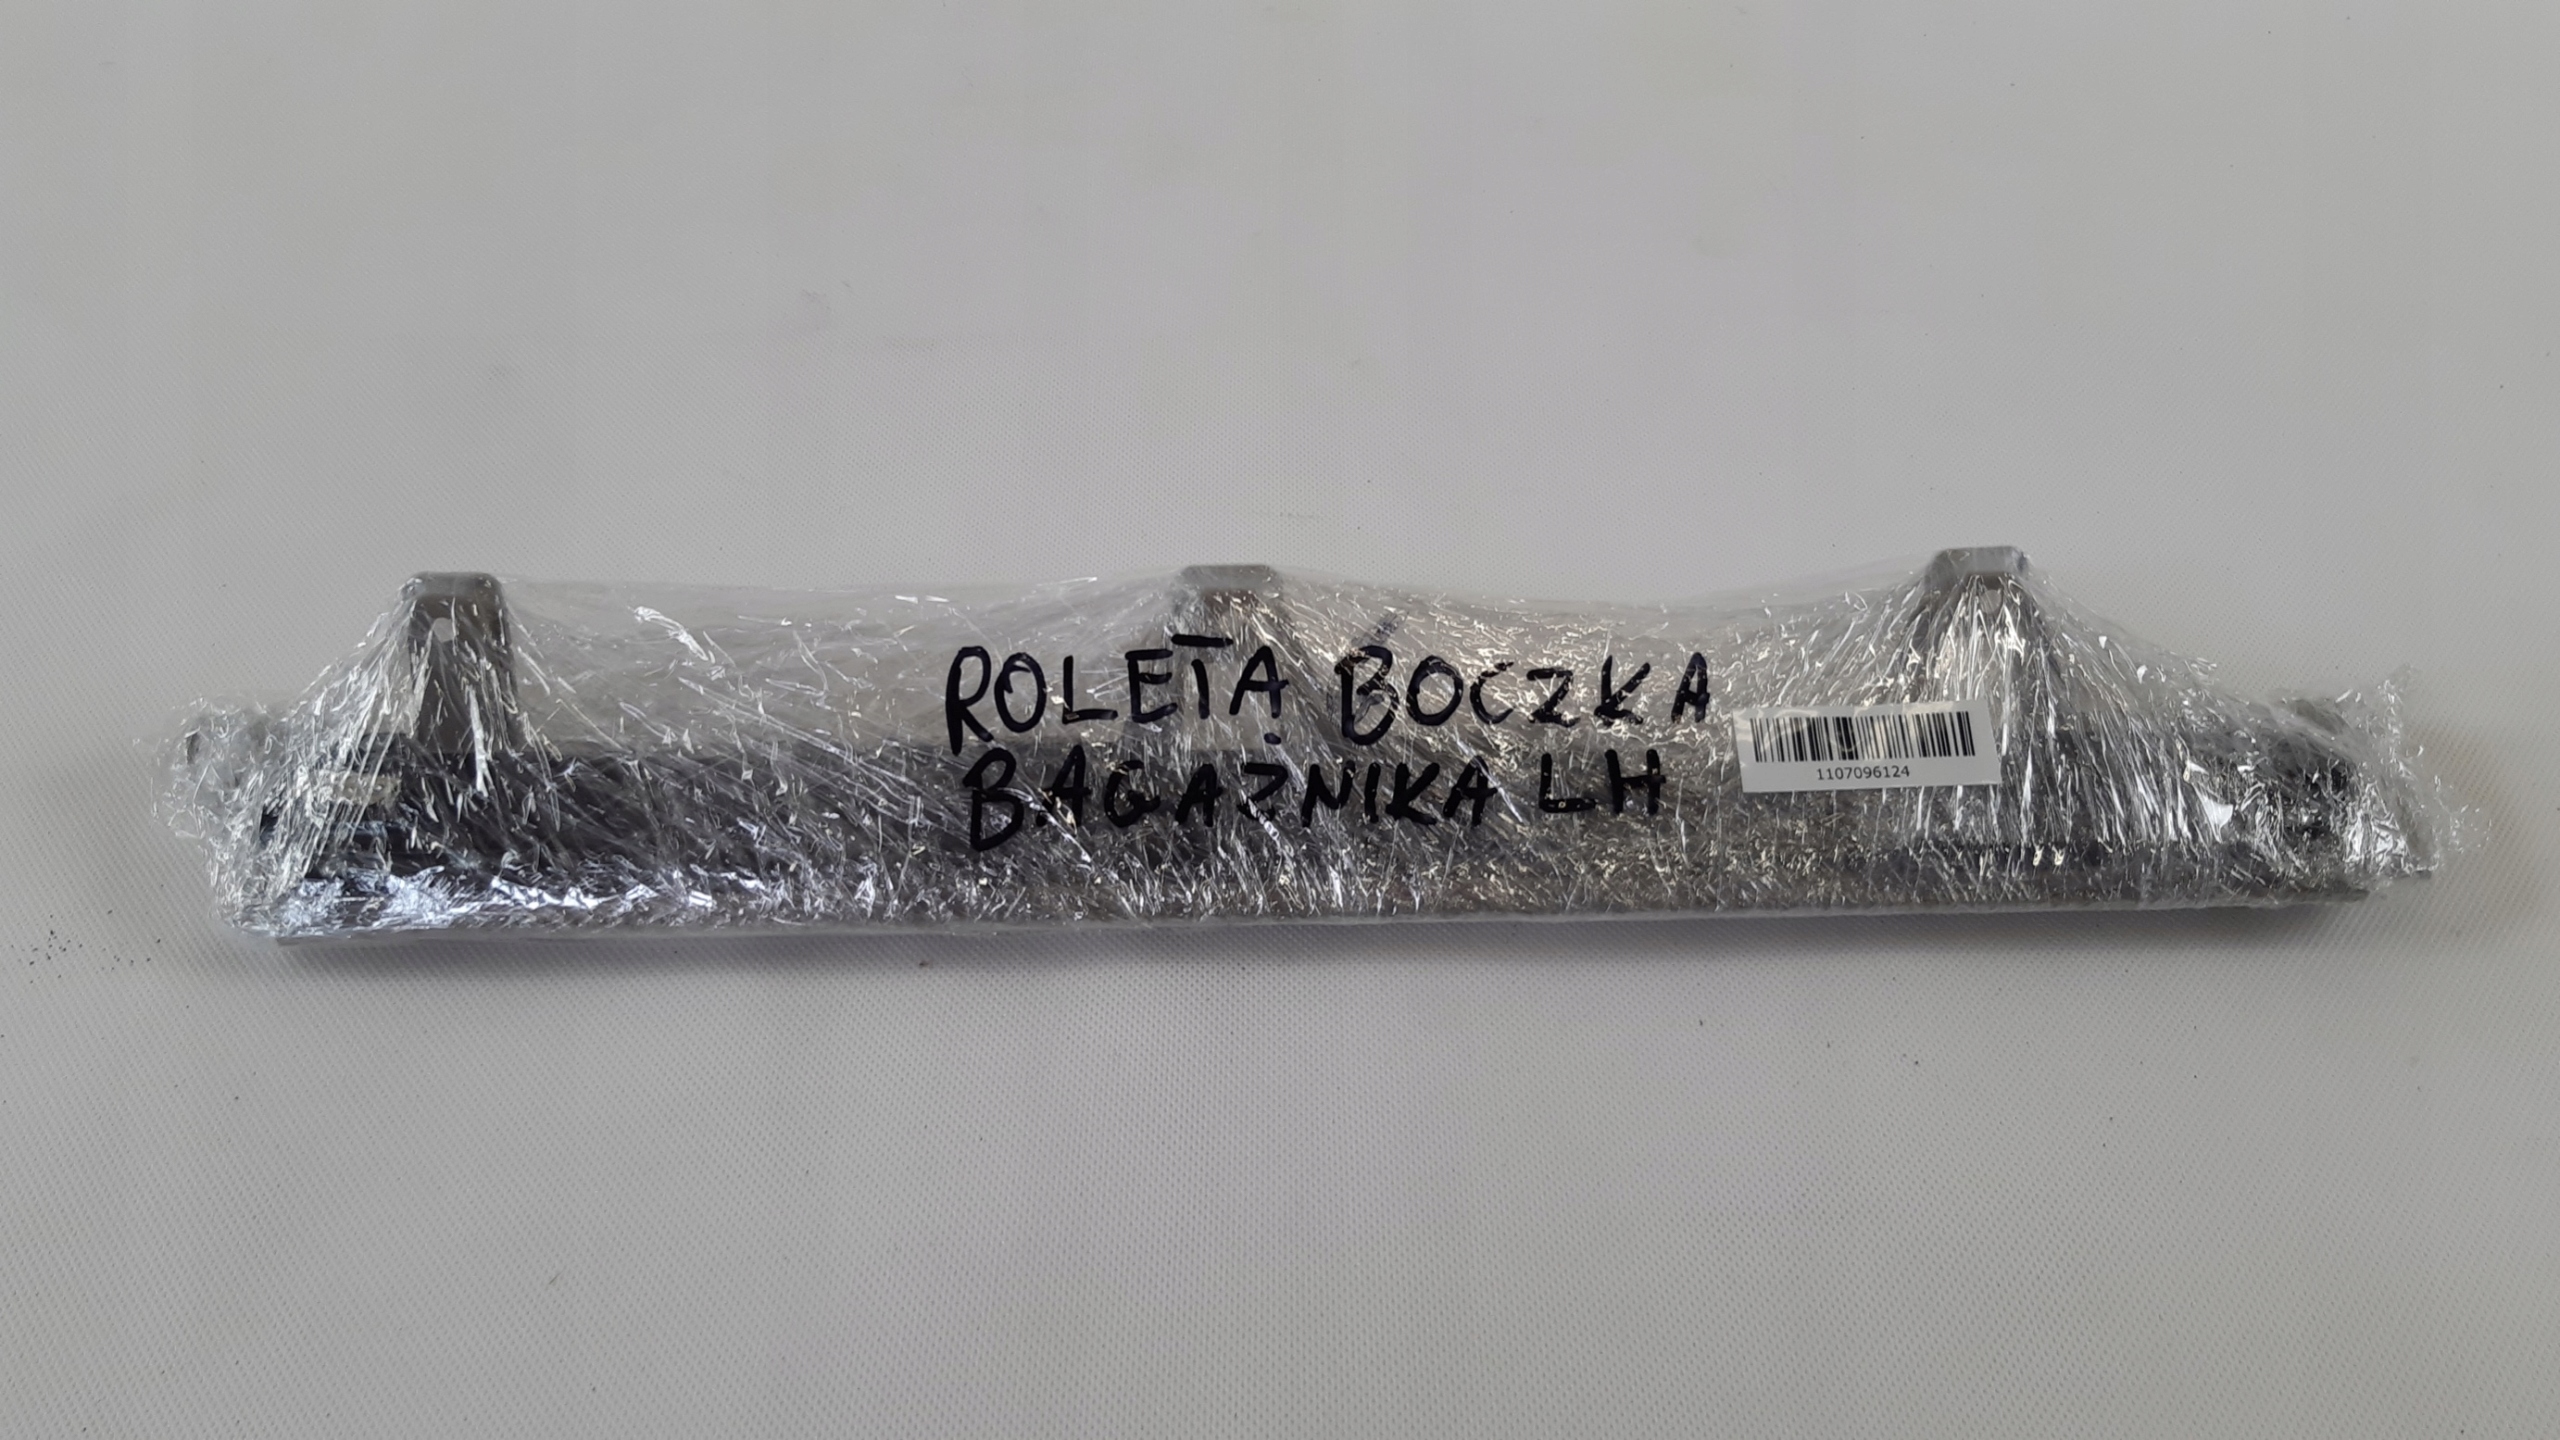 ROLETA BOCZKA
BAGAŻNIKA LH
1107096124